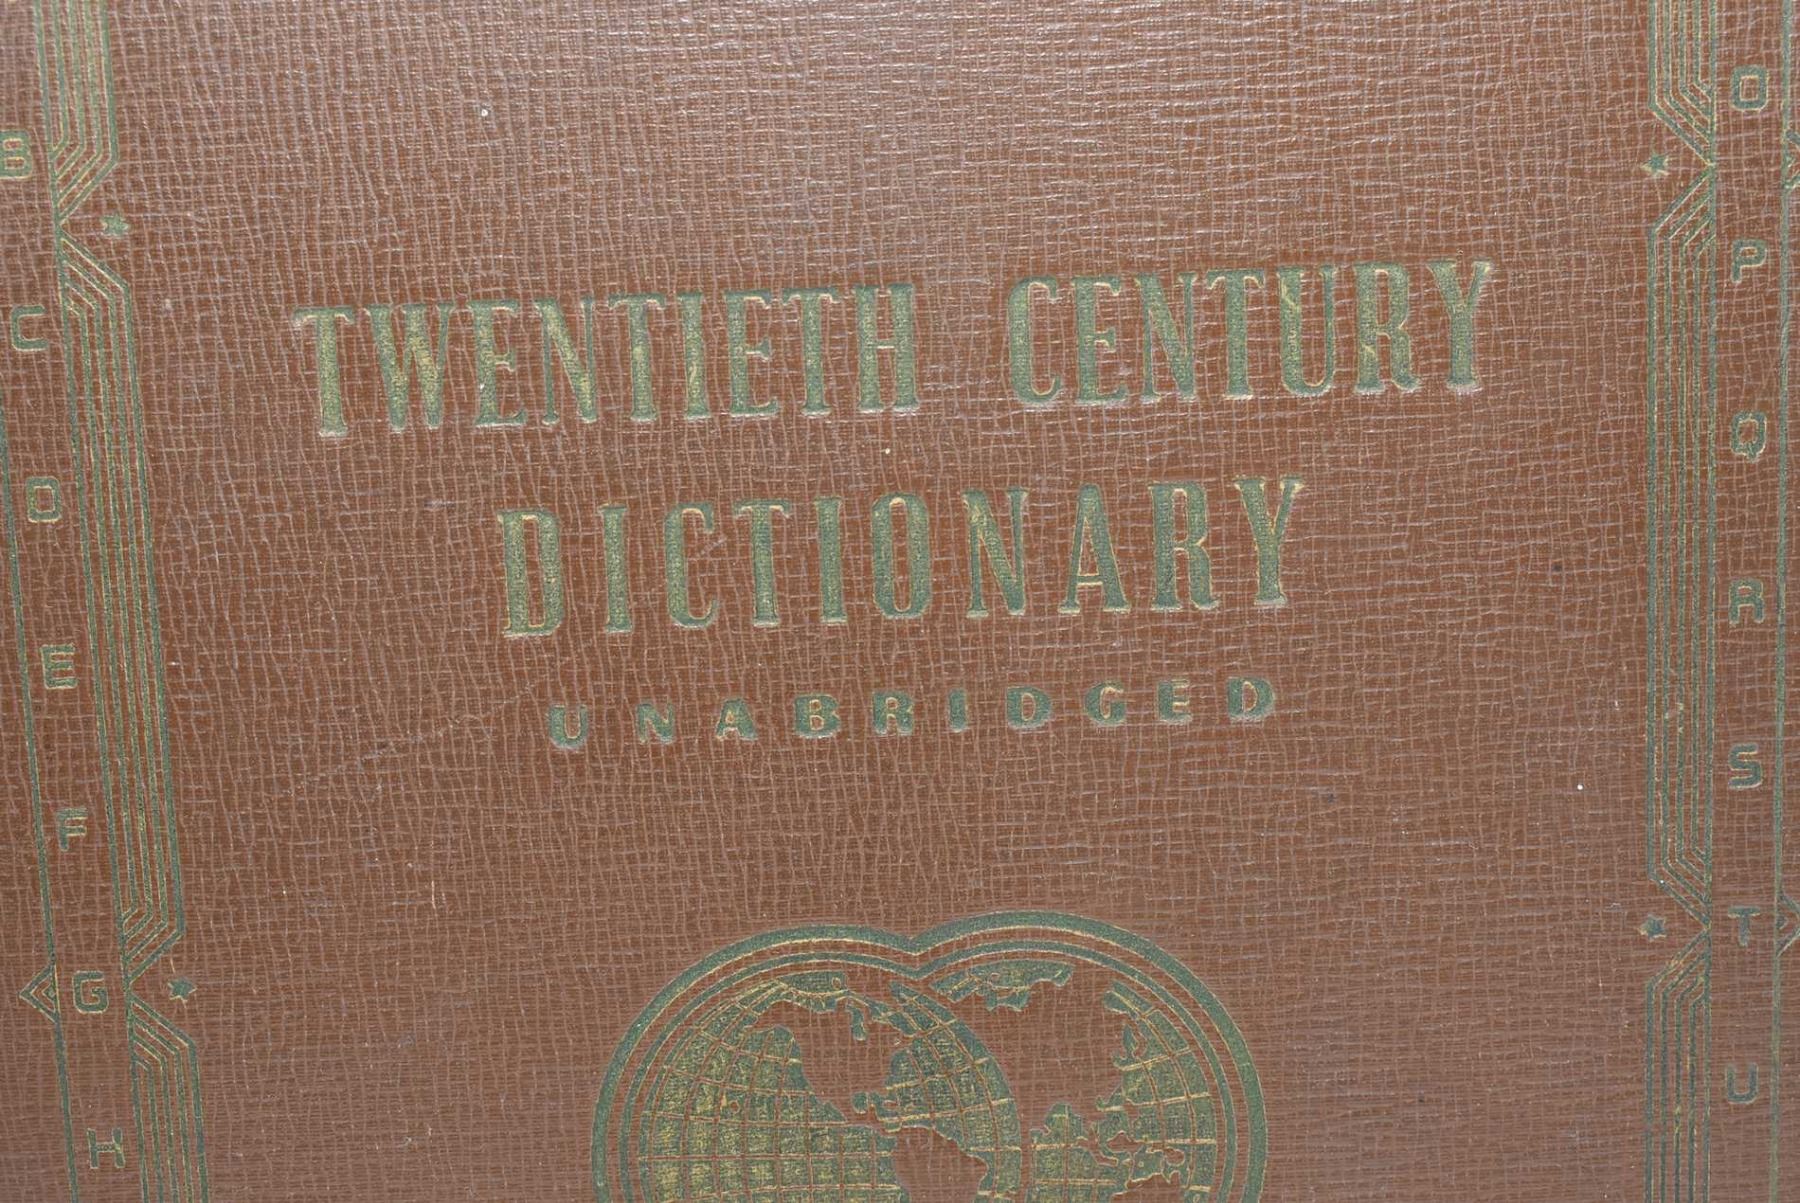 TWENTIETH CENTURY
DICTIONARY
UNABRIDGED
B
C
D
E
F
G
H
O
P
Q
R
S
T
U